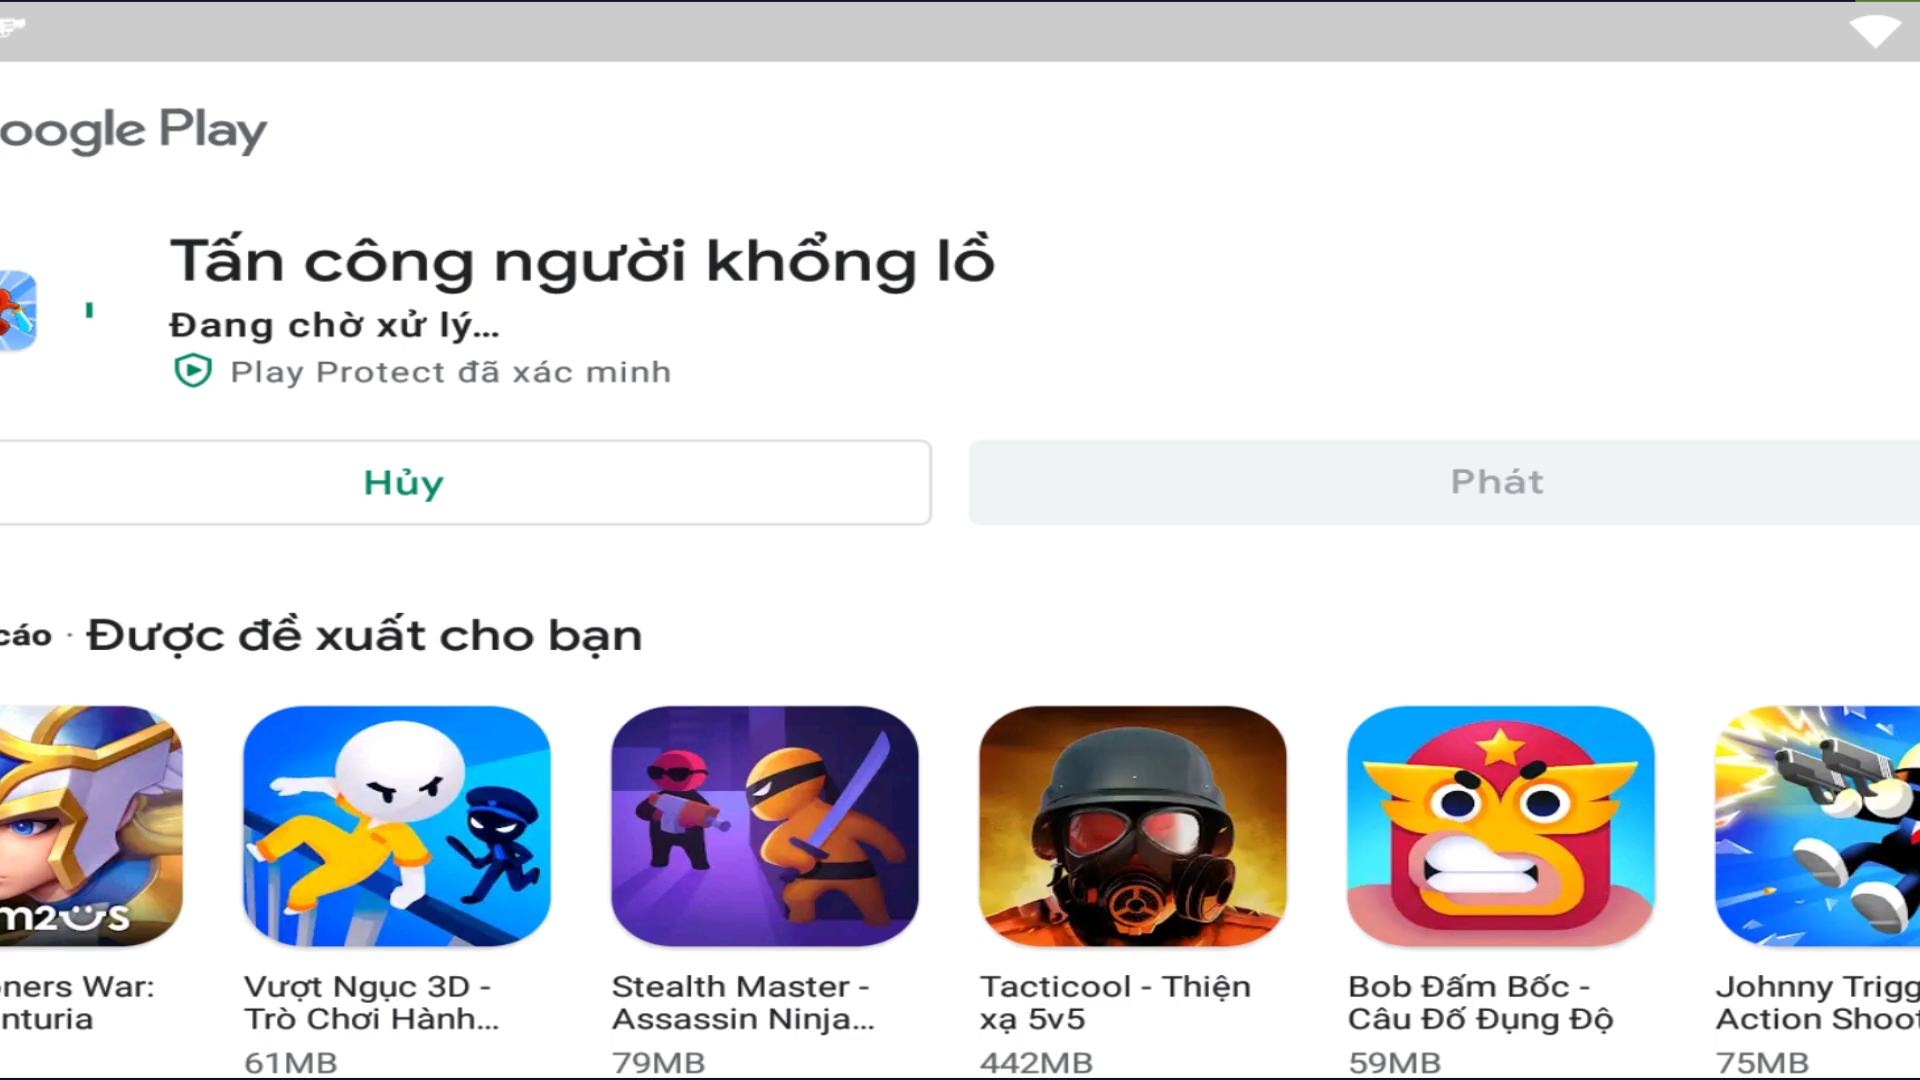 oogle Play
Tấn công người khổng lồ
Đang chờ xử lý...
Play Protect đã xác minh
Hủy
Phát
cáo · Được đề xuất cho bạn
m2us
ners War:
nturia
Vượt Ngục 3D -
Trò Chơi Hành...
61MB
Stealth Master -
Assassin Ninja...
79MB
Tacticool - Thiện
xạ 5v5
442MB
Bob Đấm Bốc -
Câu Đố Đụng Độ
59MB
Johnny Trigg
Action Shoot
75MB